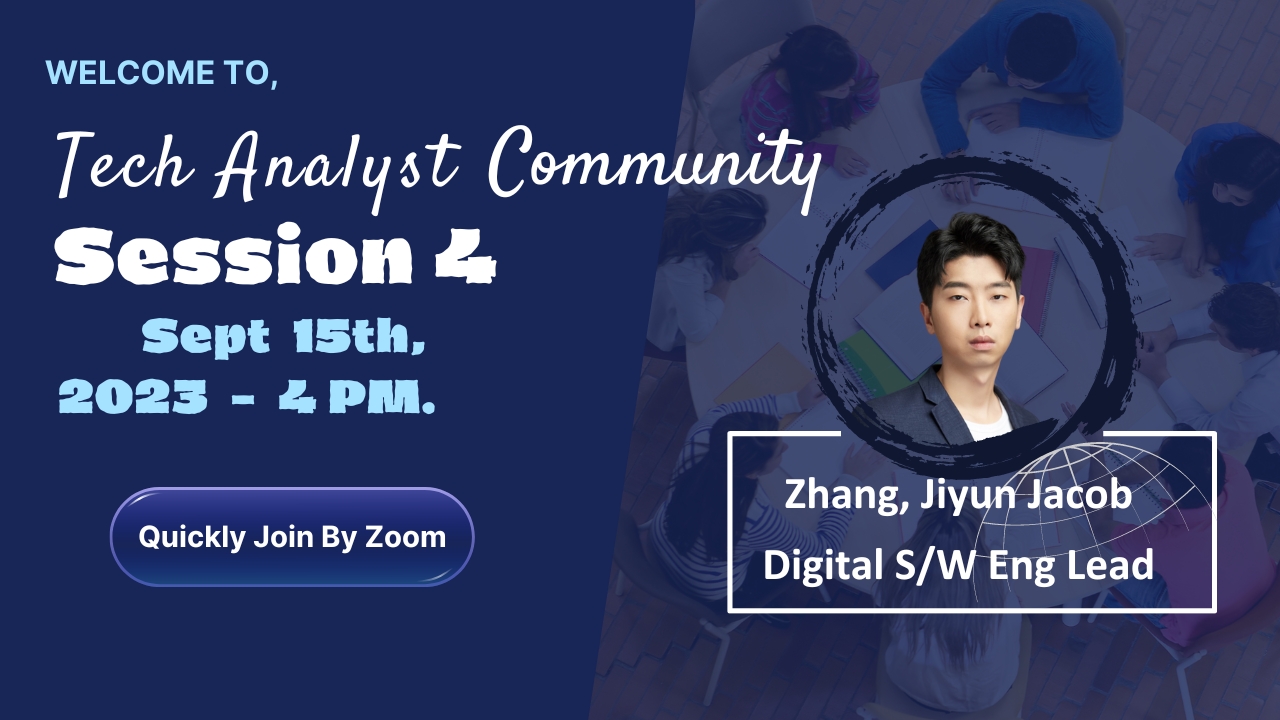 WELCOME TO,
Tech Analyst Community
Session 4
Sept 15th,
2023 - 4 PM.
Quickly Join By Zoom
Zhang, Jiyun Jacob
Digital S/W Eng Lead